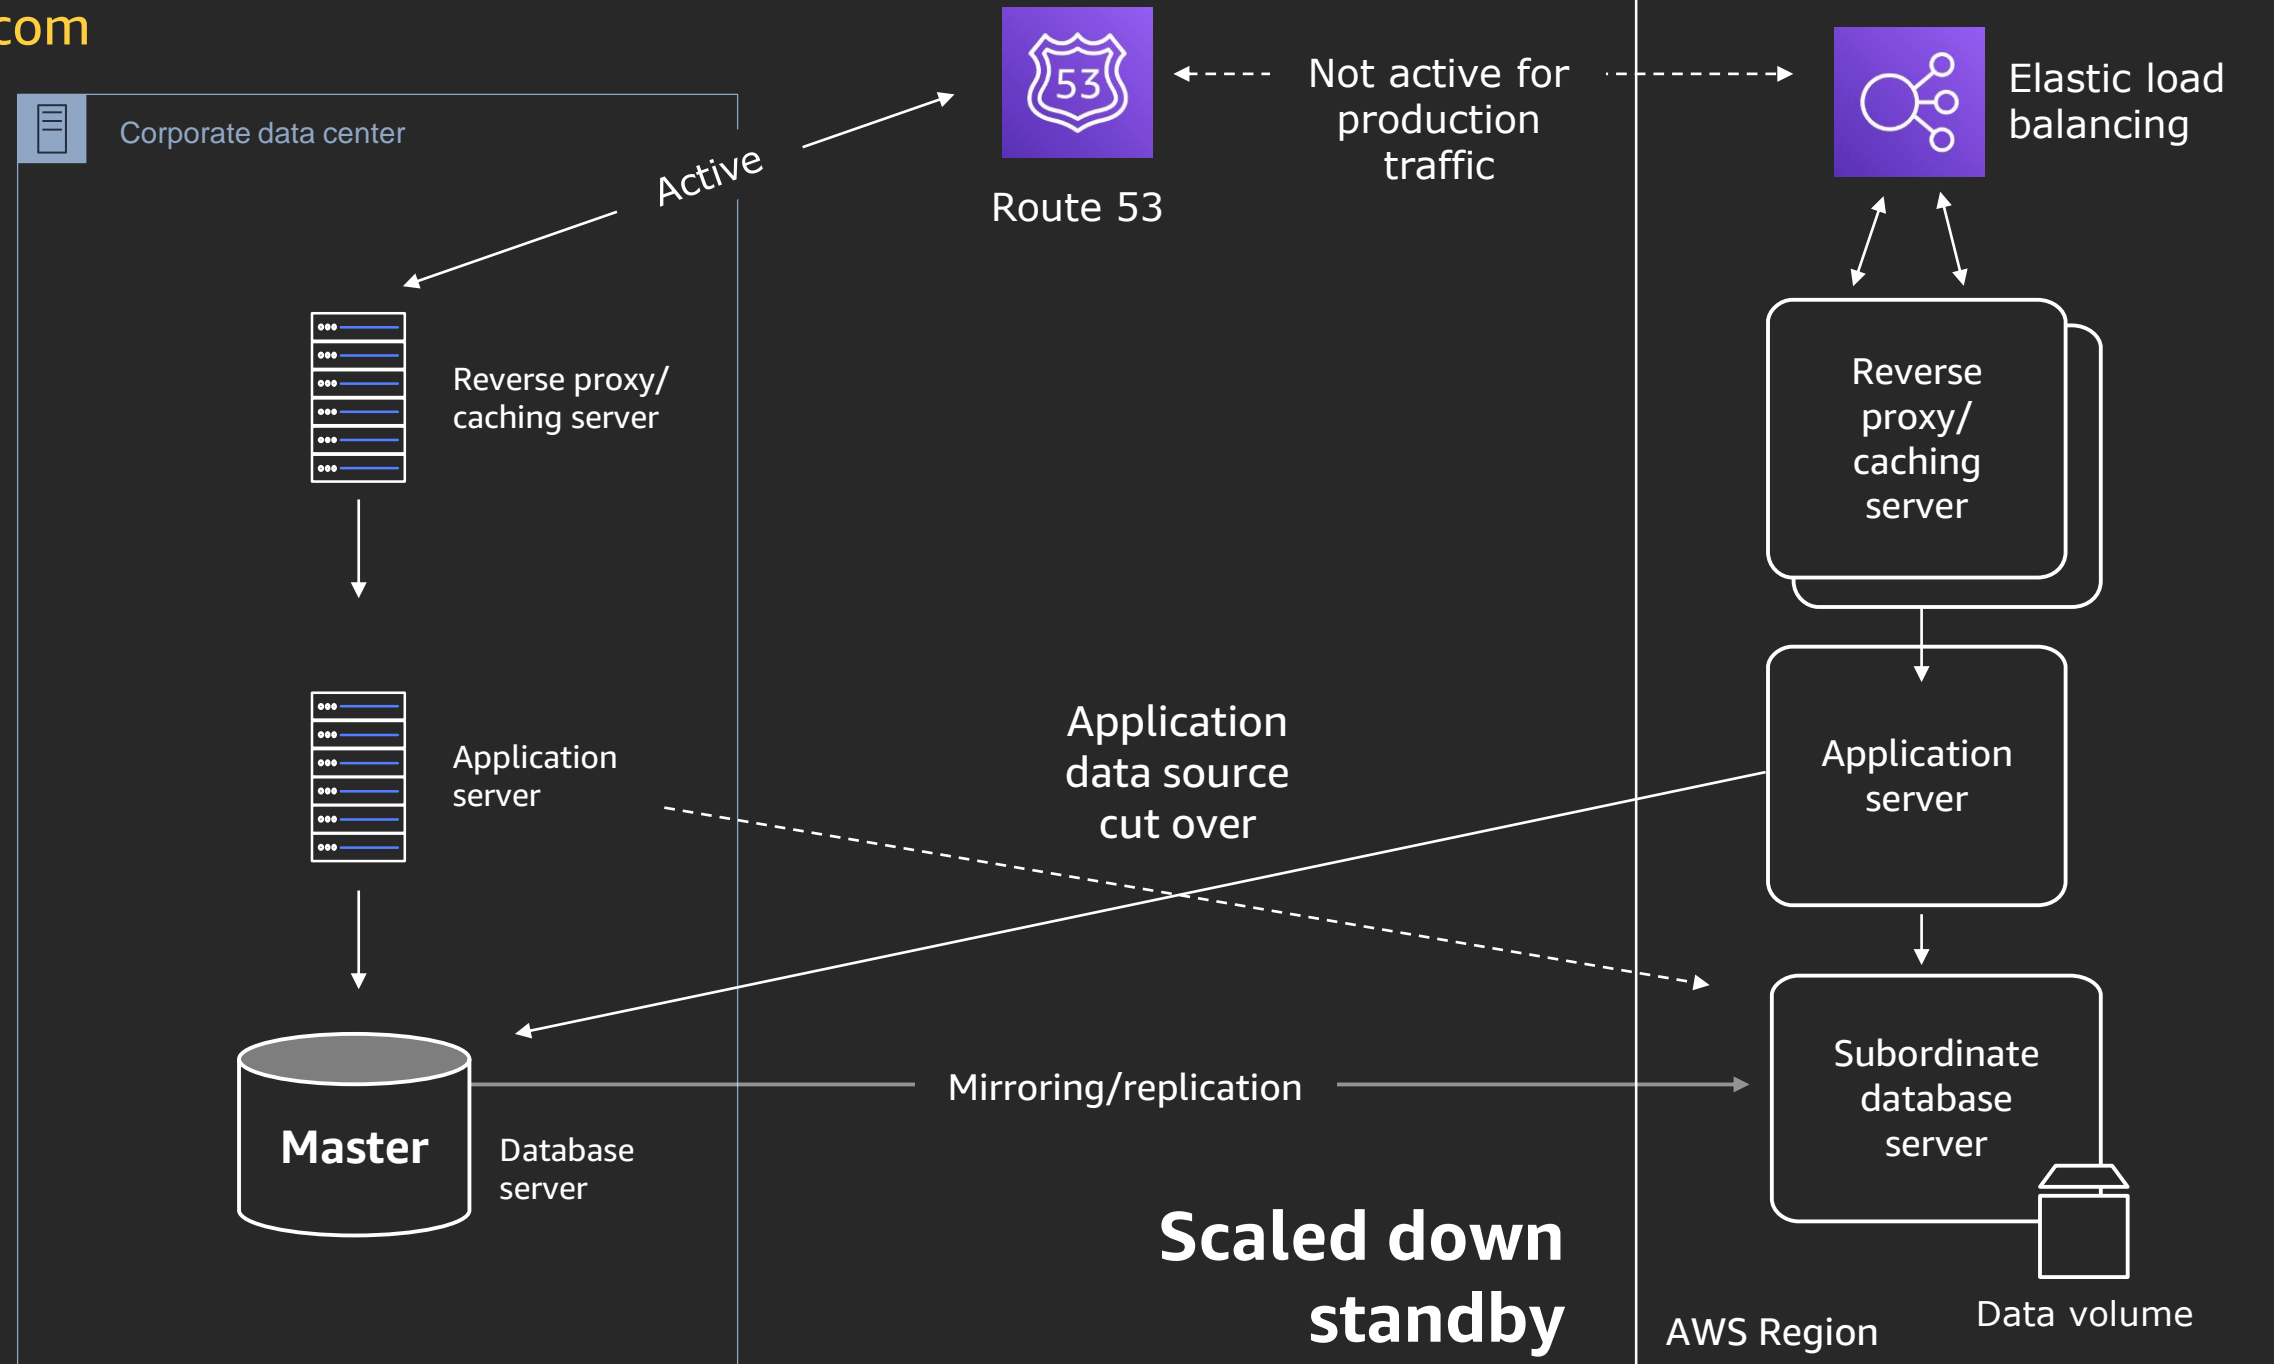 com
Corporate data center
Active
53
Route 53
Not active for
production
traffic
Elastic load
balancing
Reverse proxy/
caching server
Reverse
proxy/
caching
server
Application
server
Application
data source
cut over
Application
server
Master
Database
server
Mirroring/replication
Subordinate
database
server
Scaled down
standby
AWS Region
Data volume